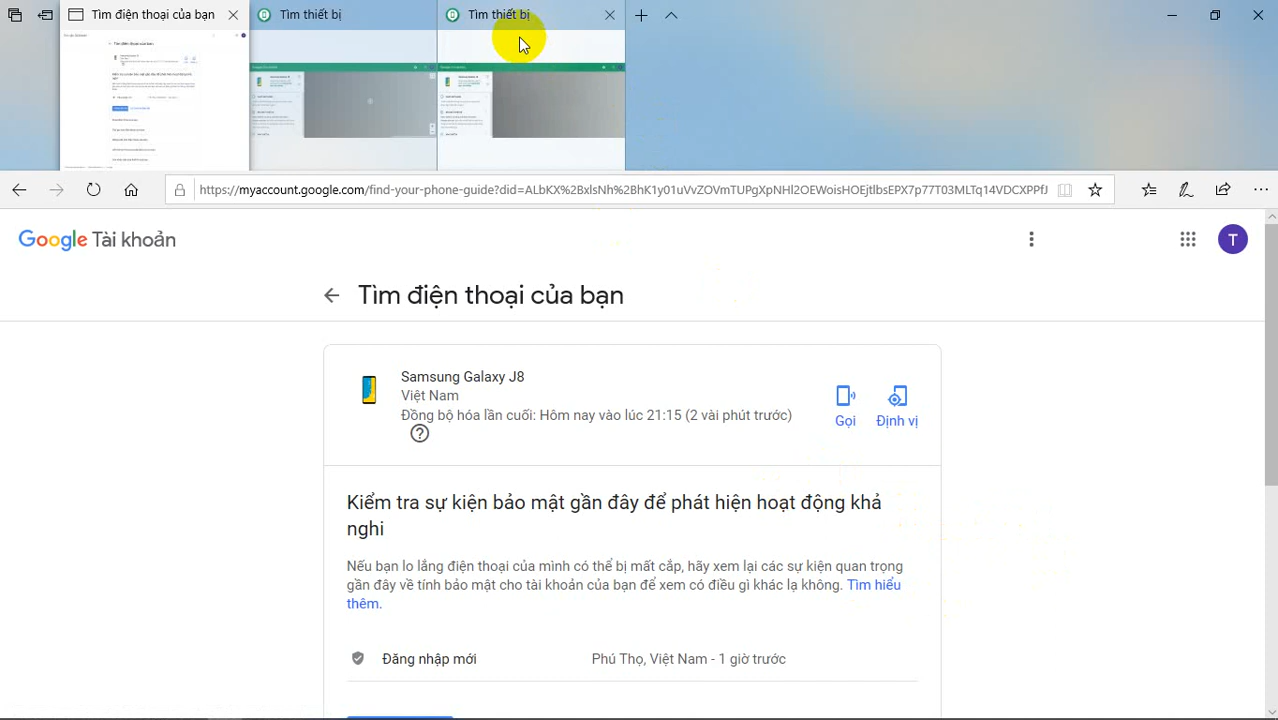 Tìm điện thoại của bạn
Tìm thiết bị
Tìm thiết bị
https://myaccount.google.com/find-your-phone-guide?did=ALbKX%2BxlsNh%2BhK1y01uVvZOVmTUPgXpNHl2OEWoisHOEjtlbsEPX7p77T03MLTq14VDCXPPfJ
Google Tài khoản
T
Tìm điện thoại của bạn
Samsung Galaxy J8
Việt Nam
Đồng bộ hóa lần cuối: Hôm nay vào lúc 21:15 (2 vài phút trước)
Gọi
Định vị
Kiểm tra sự kiện bảo mật gần đây để phát hiện hoạt động khả
nghi
Nếu bạn lo lắng điện thoại của mình có thể bị mất cắp, hãy xem lại các sự kiện quan trọng
gần đây về tính bảo mật cho tài khoản của bạn để xem có điều gì khác lạ không. Tìm hiểu
thêm.
Đăng nhập mới
Phú Thọ, Việt Nam - 1 giờ trước